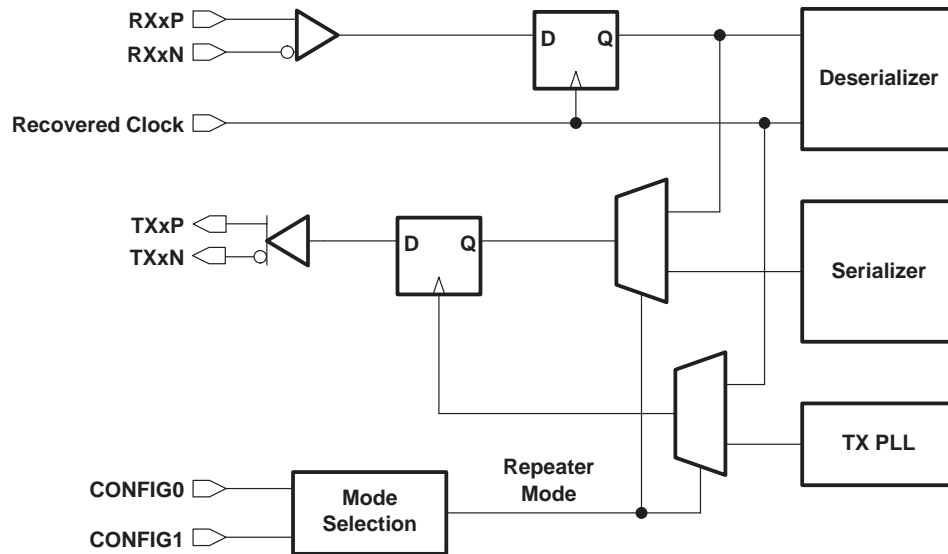 RXxP
RXxN
D Q
Deserializer
Recovered Clock
TXxP
TXxN
D Q
Serializer
TX PLL
Repeater
Mode
CONFIG0
CONFIG1
Mode
Selection